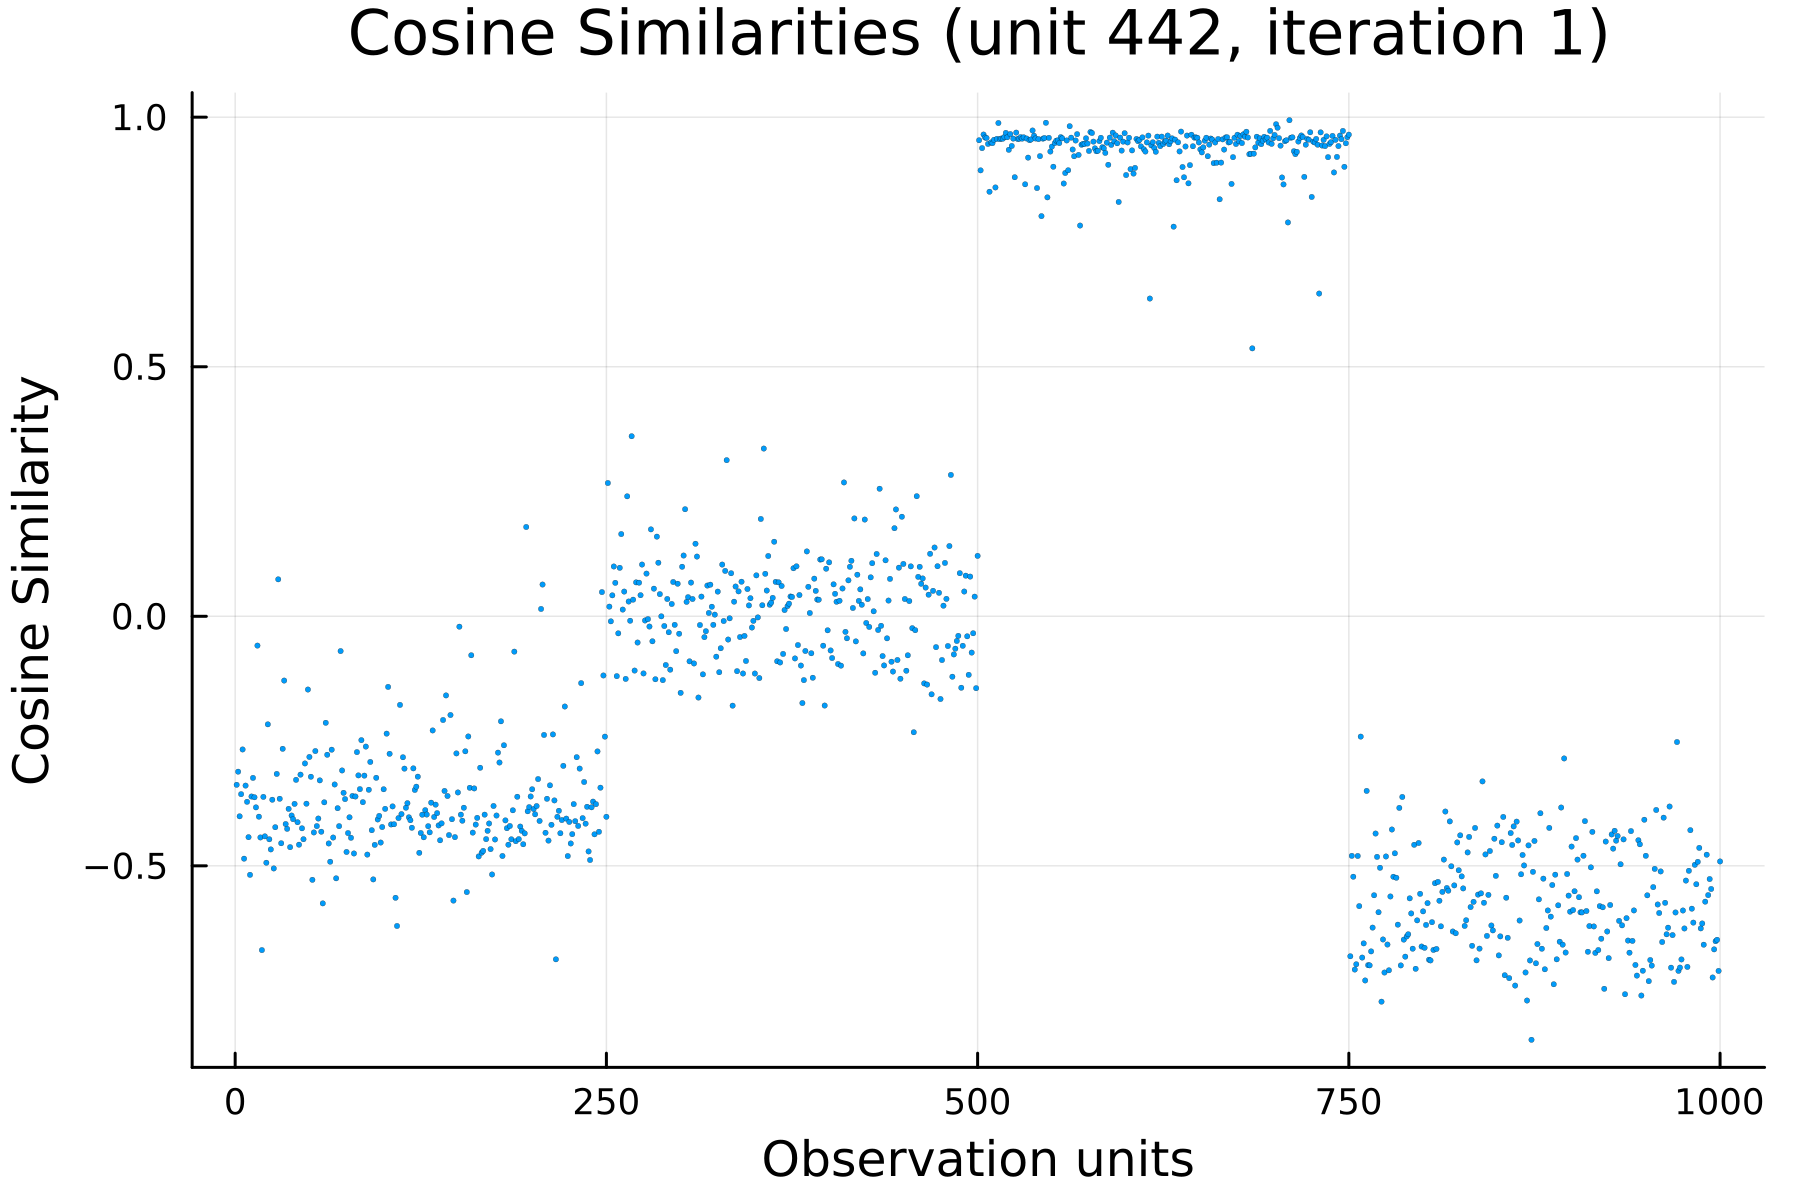 Cosine Similarities (unit 442, iteration 1)
1.0
0.5
0.0
−0.5
Cosine Similarity
0 250 500 750 1000
Observation units